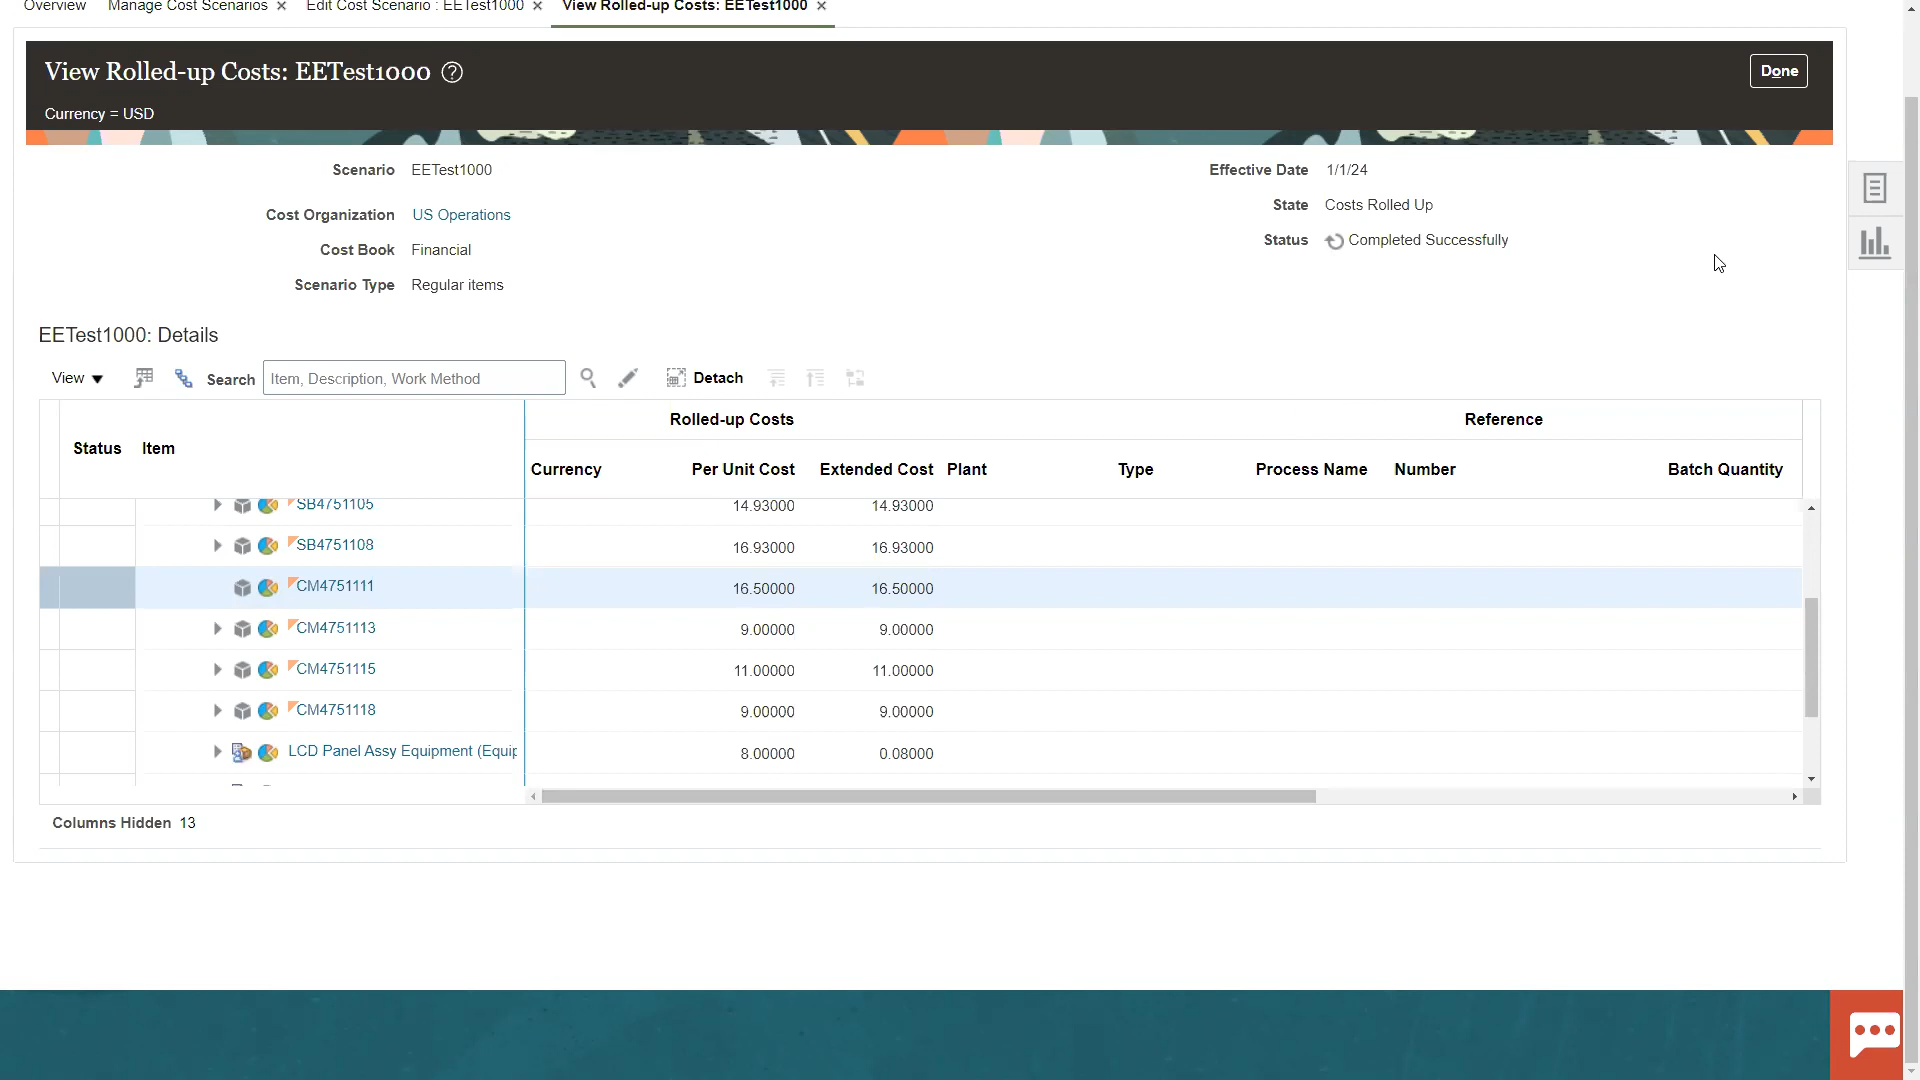 Overview Manage Cost Scenarios × Edit Cost Scenario : EETest1000 × View Rolled-up Costs: EETest1000 ×
View Rolled-up Costs: EETest1000 ?
Done
Currency = USD
Scenario EETest1000
Effective Date 1/1/24
State Costs Rolled Up
Cost Organization US Operations
Status Completed Successfully
Cost Book Financial
Scenario Type Regular items
EETest1000: Details
View Search Item, Description, Work Method Detach
Rolled-up Costs Reference
Status Item
Currency Per Unit Cost Extended Cost Plant Type Process Name Number Batch Quantity
SB4751105 14.93000 14.93000
SB4751108 16.93000 16.93000
CM4751111 16.50000 16.50000
CM4751113 9.00000 9.00000
CM4751115 11.00000 11.00000
CM4751118 9.00000 9.00000
LCD Panel Assy Equipment (Equip 8.00000 0.08000
Columns Hidden 13